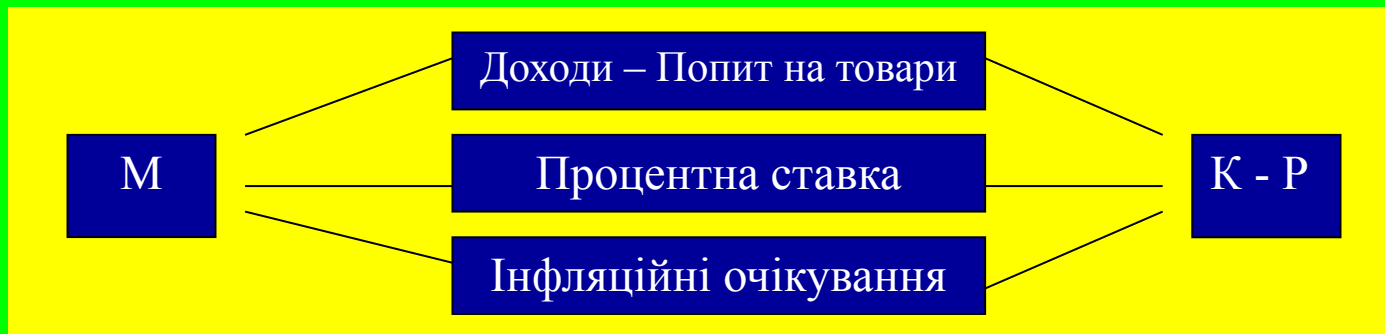 Доходи – Попит на товари
М
Процентна ставка
К - Р
Інфляційні очікування